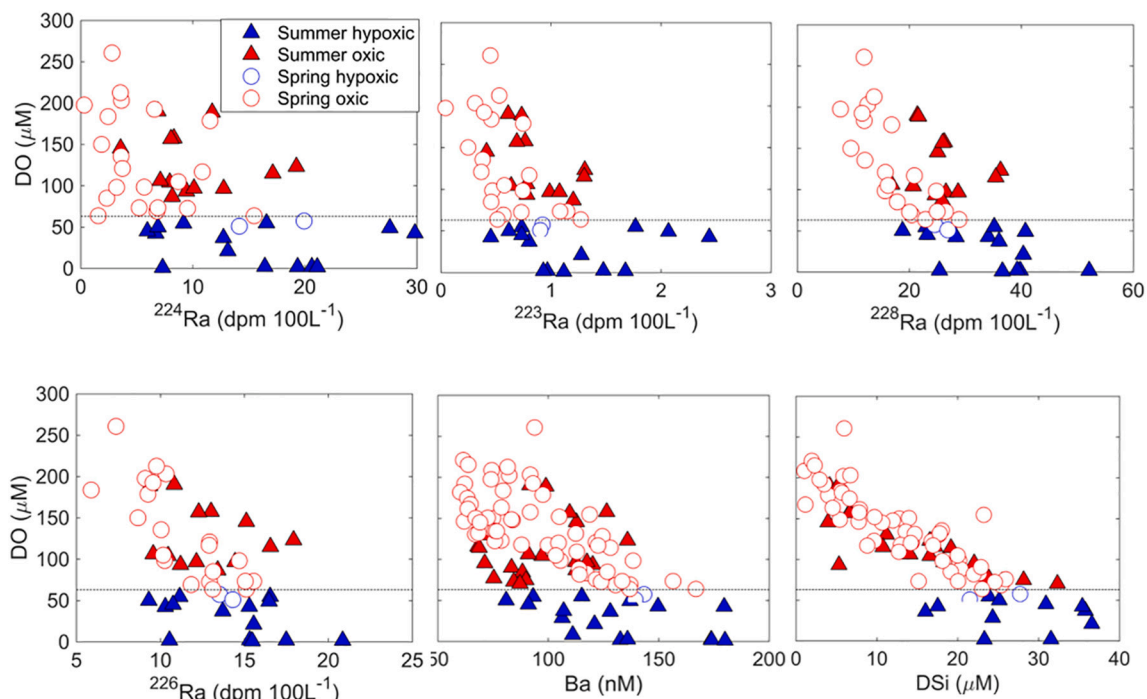 300
250
200
150
100
50
0
DO (μM)
Summer hypoxic
Summer oxic
Spring hypoxic
Spring oxic
0 10 20 30
0 1 2 3
0 20 40 60
²²⁴Ra (dpm 100L⁻¹)
²²³Ra (dpm 100L⁻¹)
²²⁸Ra (dpm 100L⁻¹)
300
250
200
150
100
50
0
DO (μM)
5 10 15 20 25
50 100 150 200
0 10 20 30 40
²²⁶Ra (dpm 100L⁻¹)
Ba (nM)
DSi (μM)